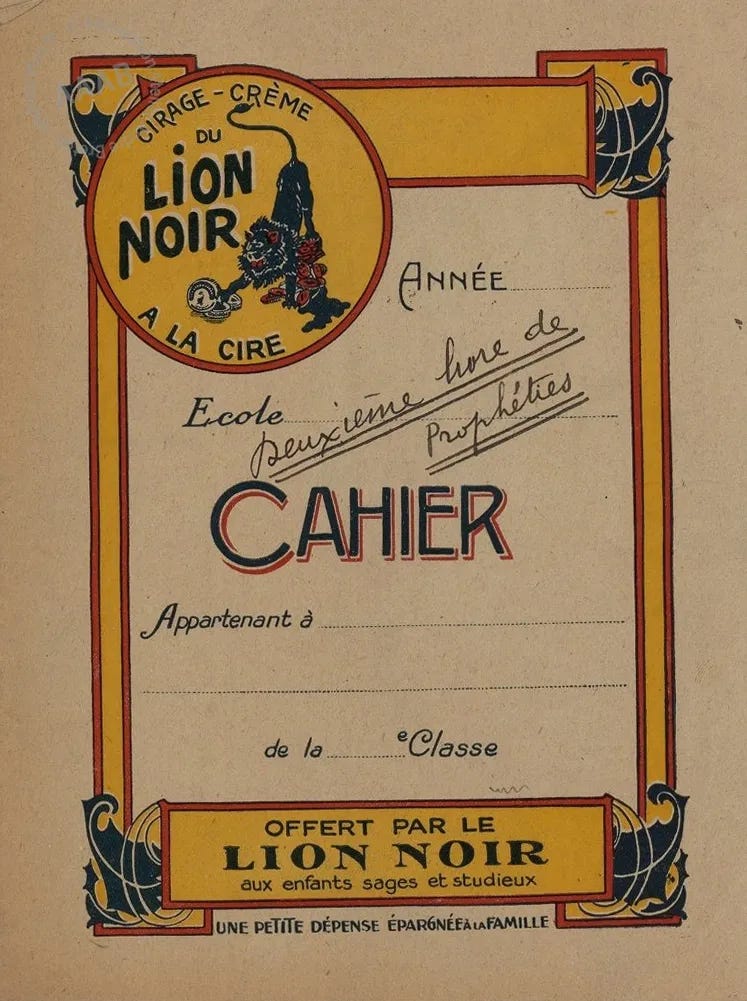 CIRAGE-CRÈME
DU
LION
NOIR
A LA CIRE
ANNÉE
Ecole
Deuxième livre de
Prophéties
CAHIER
Appartenant à
de la eClasse
OFFERT PAR LE
LION NOIR
aux enfants sages et studieux
UNE PETITE DÉPENSE ÉPARGNÉE À LA FAMILLE